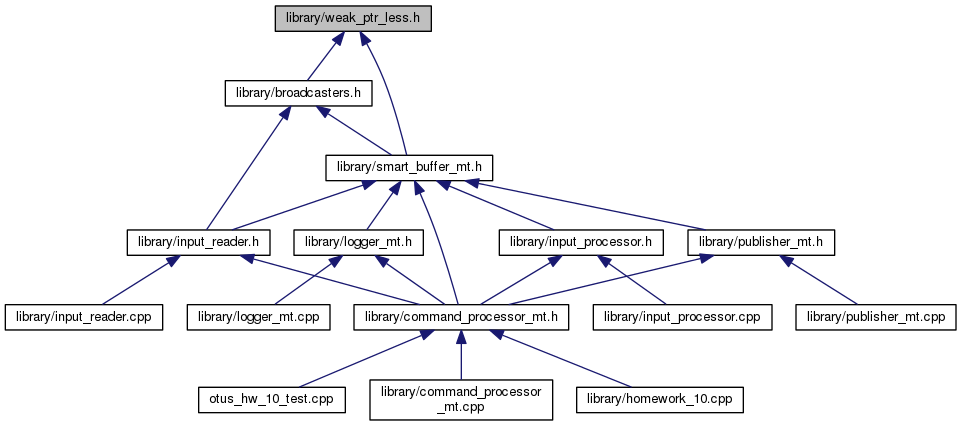 library/weak_ptr_less.h
library/broadcasters.h
library/smart_buffer_mt.h
library/input_reader.h
library/logger_mt.h
library/input_processor.h
library/publisher_mt.h
library/input_reader.cpp
library/logger_mt.cpp
library/command_processor_mt.h
library/input_processor.cpp
library/publisher_mt.cpp
otus_hw_10_test.cpp
library/command_processor
_mt.cpp
library/homework_10.cpp